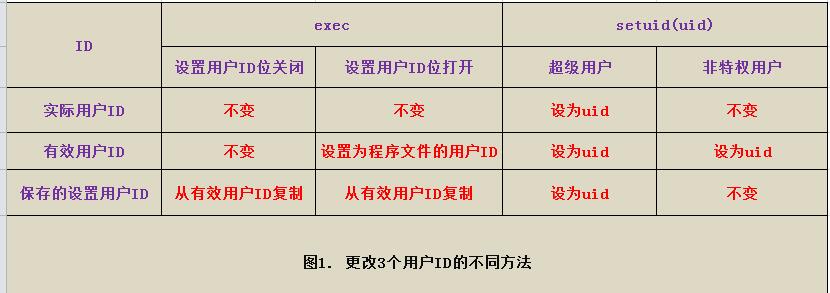 ID
exec
setuid(uid)
设置用户ID位关闭
设置用户ID位打开
超级用户
非特权用户
实际用户ID
不变
不变
设为uid
不变
有效用户ID
不变
设置为程序文件的用户ID
设为uid
设为uid
保存的设置用户ID
从有效用户ID复制
从有效用户ID复制
设为uid
不变
图1. 更改3个用户ID的不同方法